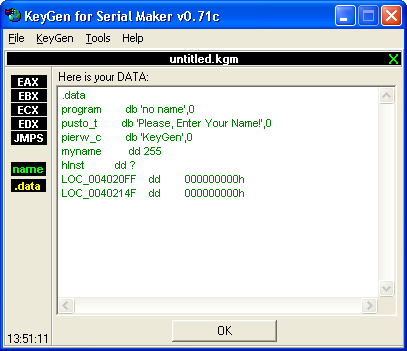 KeyGen for Serial Maker v0.71c
File KeyGen Tools Help
untitled.kgm
Here is your DATA:
EAX
EBX
ECX
EDX
JMPS
name
.data
.data
program db 'no name',0
pusto_t db 'Please, Enter Your Name!',0
pierw_c db 'KeyGen',0
myname dd 255
hInst dd ?
LOC_004020FF dd 000000000h
LOC_0040214F dd 000000000h
OK
13:51:11